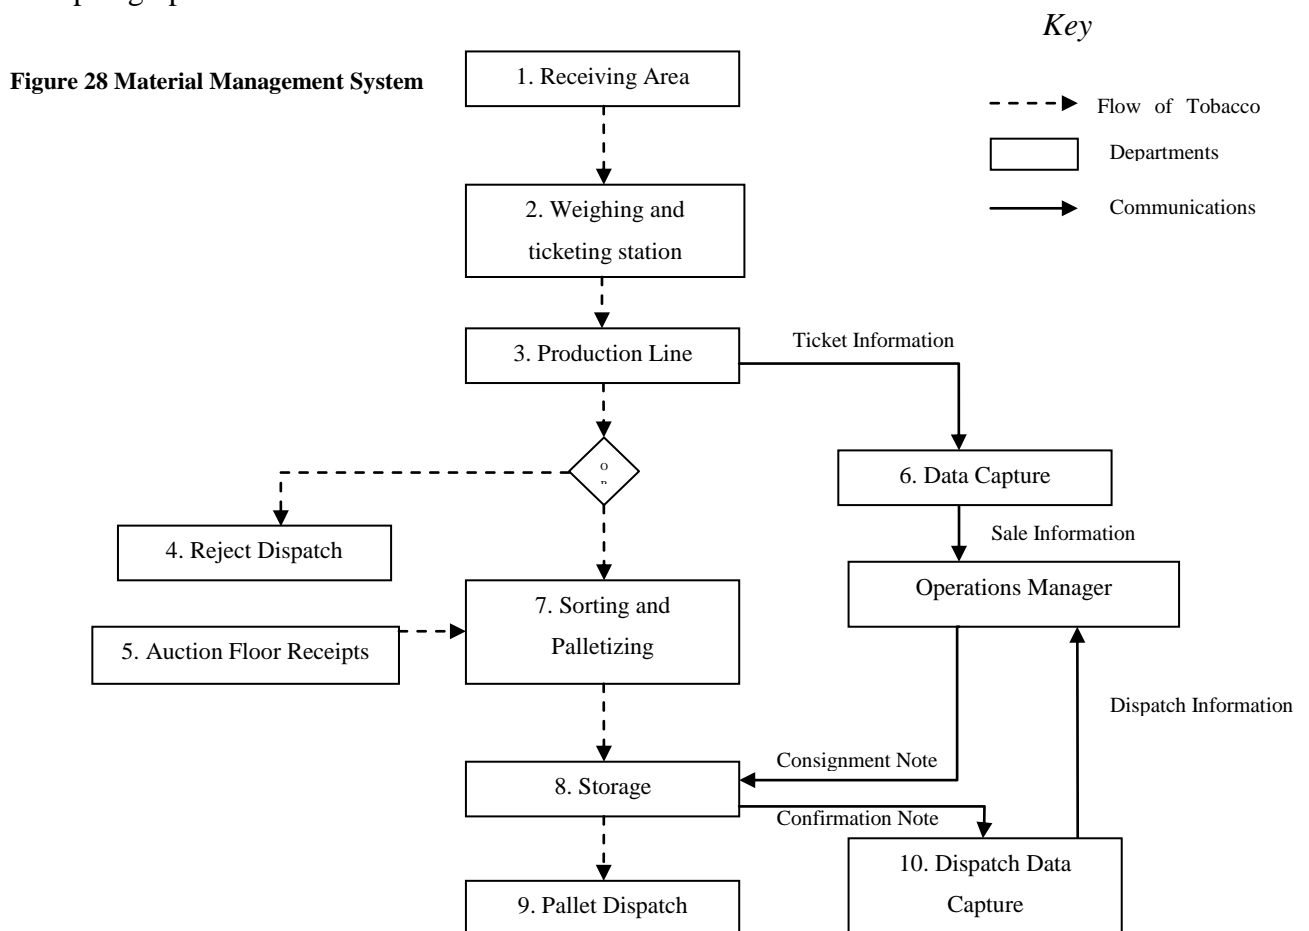 Key
Figure 28 Material Management System
1. Receiving Area
Flow of Tobacco
Departments
Communications
2. Weighing and
ticketing station
3. Production Line
Ticket Information
6. Data Capture
4. Reject Dispatch
Sale Information
Operations Manager
7. Sorting and
Palletizing
5. Auction Floor Receipts
Dispatch Information
Consignment Note
8. Storage
Confirmation Note
10. Dispatch Data
Capture
9. Pallet Dispatch